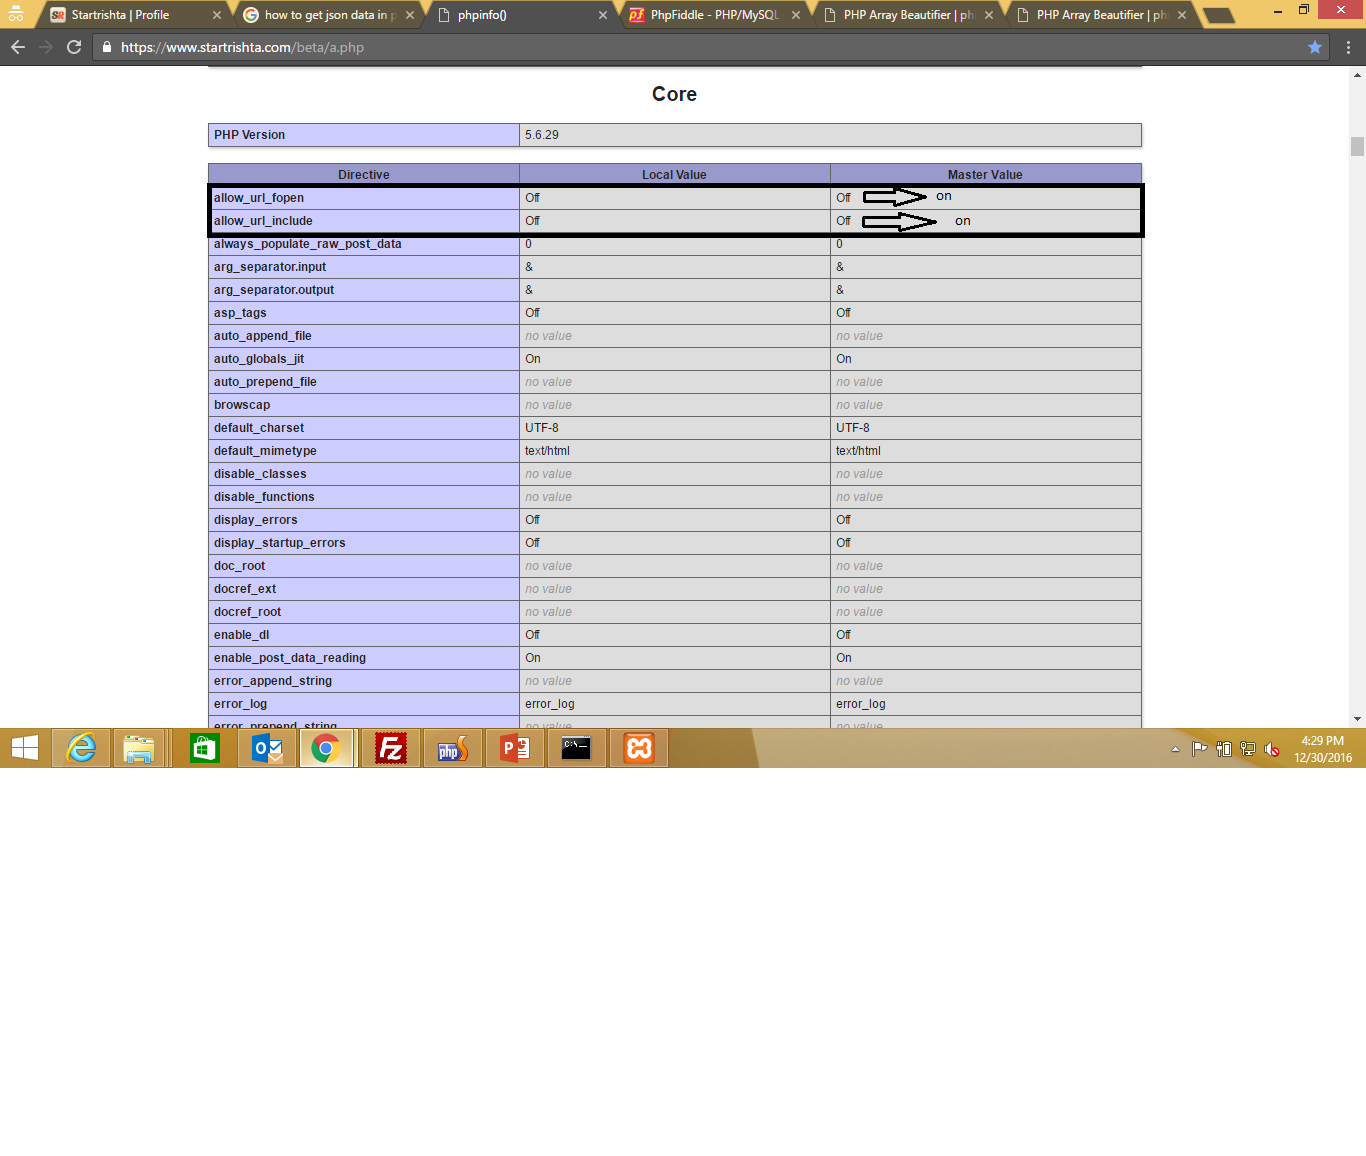 Startrishta | Profile
how to get json data in p
phpinfo()
PhpFiddle - PHP/MySQL
PHP Array Beautifier | ph
PHP Array Beautifier | ph
https://www.startrishta.com/beta/a.php
Core
PHP Version 5.6.29
Directive Local Value Master Value
allow_url_fopen Off Off on
allow_url_include Off Off on
always_populate_raw_post_data 0 0
arg_separator.input & &
arg_separator.output & &
asp_tags Off Off
auto_append_file no value no value
auto_globals_jit On On
auto_prepend_file no value no value
browscap no value no value
default_charset UTF-8 UTF-8
default_mimetype text/html text/html
disable_classes no value no value
disable_functions no value no value
display_errors Off Off
display_startup_errors Off Off
doc_root no value no value
docref_ext no value no value
docref_root no value no value
enable_dl Off Off
enable_post_data_reading On On
error_append_string no value no value
error_log error_log error_log
error_prepend_string no value no value
4:29 PM
12/30/2016